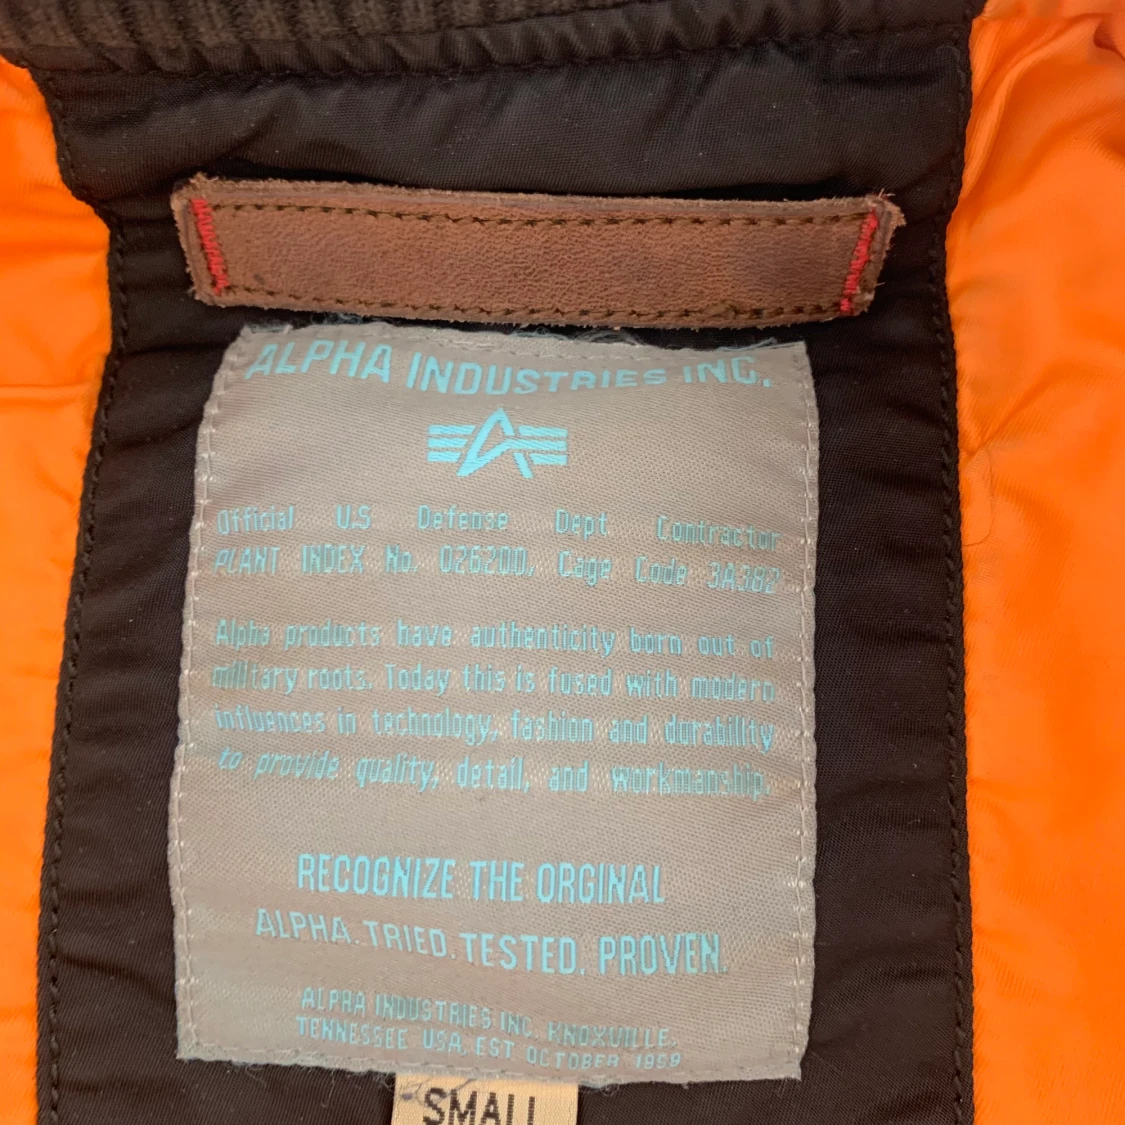 ALPHA INDUSTRIES INC.
Official U.S Defense Dept Contractor
PLANT INDEX No. 026200, Cage Code 3A382
Alpha products have authenticity born out of
military roots. Today this is fused with modern
influences in technology, fashion and durability
to provide quality, detail, and workmanship.
RECOGNIZE THE ORGINAL
ALPHA. TRIED. TESTED. PROVEN.
ALPHA INDUSTRIES INC. KNOXVILLE,
TENNESSEE USA, EST OCTOBER 1959
SMALL